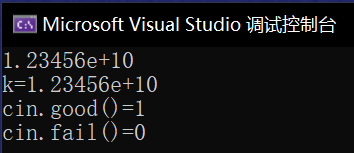 Microsoft Visual Studio 调试控制台
1.23456e+10
k=1.23456e+10
cin.good()=1
cin.fail()=0